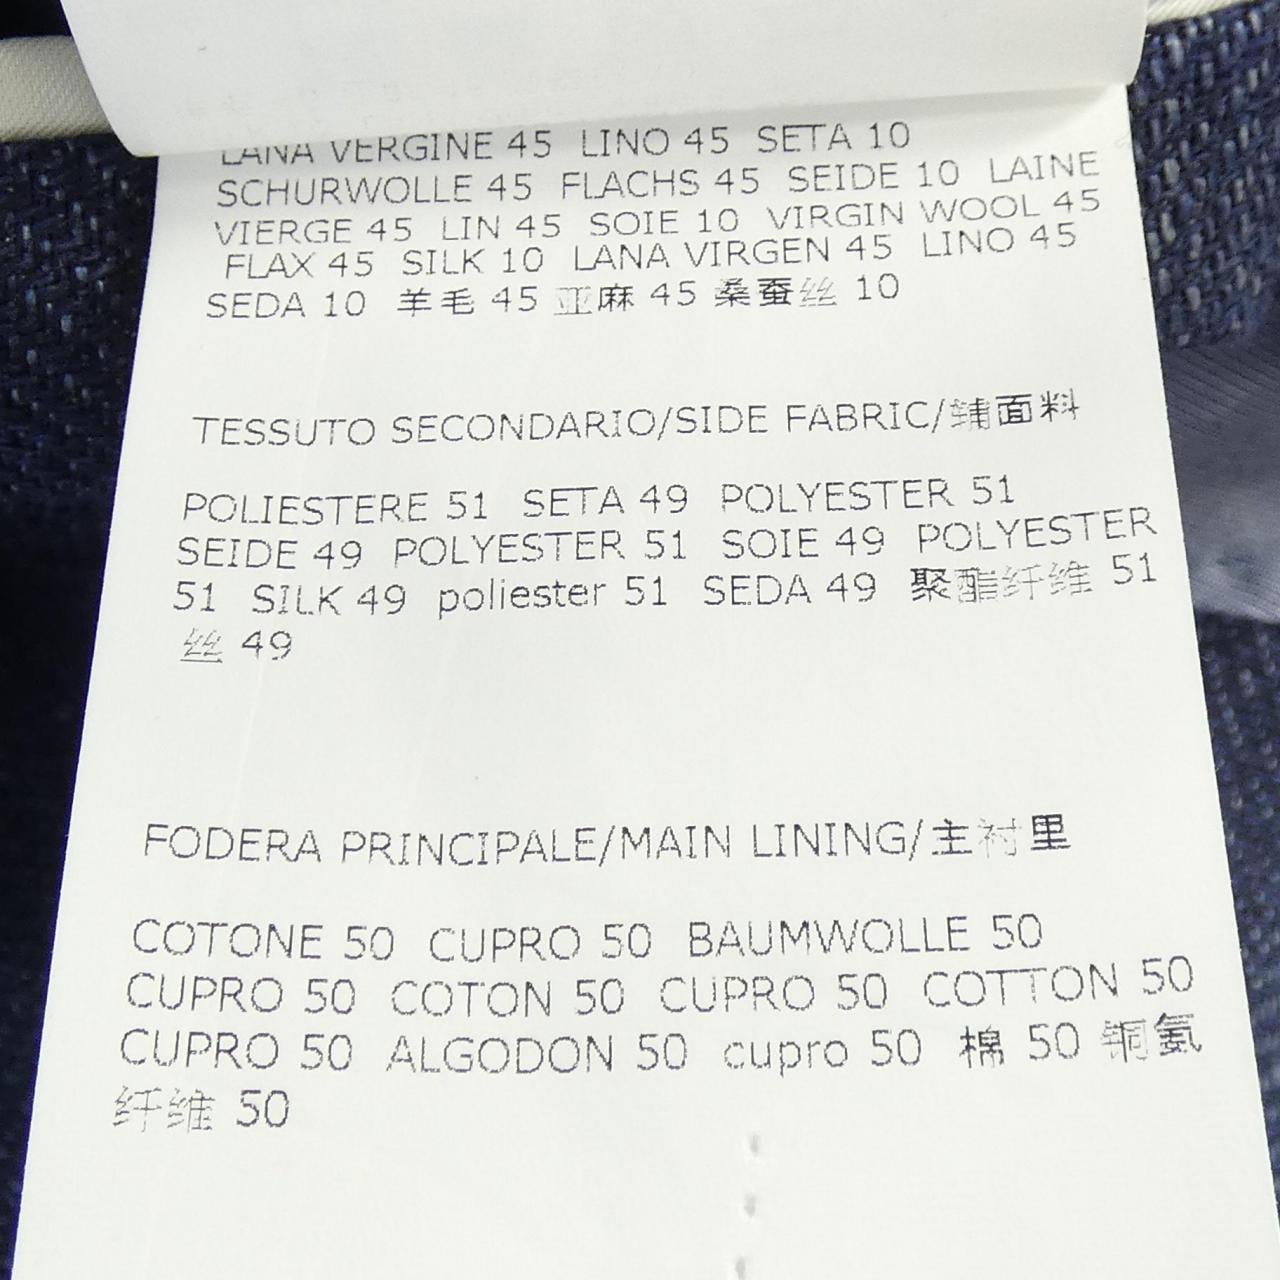 LANA VERGINE 45 LINO 45 SETA 10
SCHURWOLLE 45 FLACHS 45 SEIDE 10 LAINE
VIERGE 45 LIN 45 SOIE 10 VIRGIN WOOL 45
FLAX 45 SILK 10 LANA VIRGEN 45 LINO 45
SEDA 10 羊毛 45 亚麻 45 桑蚕丝 10
TESSUTO SECONDARIO/SIDE FABRIC/辅面料
POLIESTERE 51 SETA 49 POLYESTER 51
SEIDE 49 POLYESTER 51 SOIE 49 POLYESTER
51 SILK 49 poliester 51 SEDA 49 聚酯纤维 51
丝 49
FODERA PRINCIPALE/MAIN LINING/主衬里
COTONE 50 CUPRO 50 BAUMWOLLE 50
CUPRO 50 COTON 50 CUPRO 50 COTTON 50
CUPRO 50 ALGODON 50 cupro 50 棉 50 铜氨
纤维 50